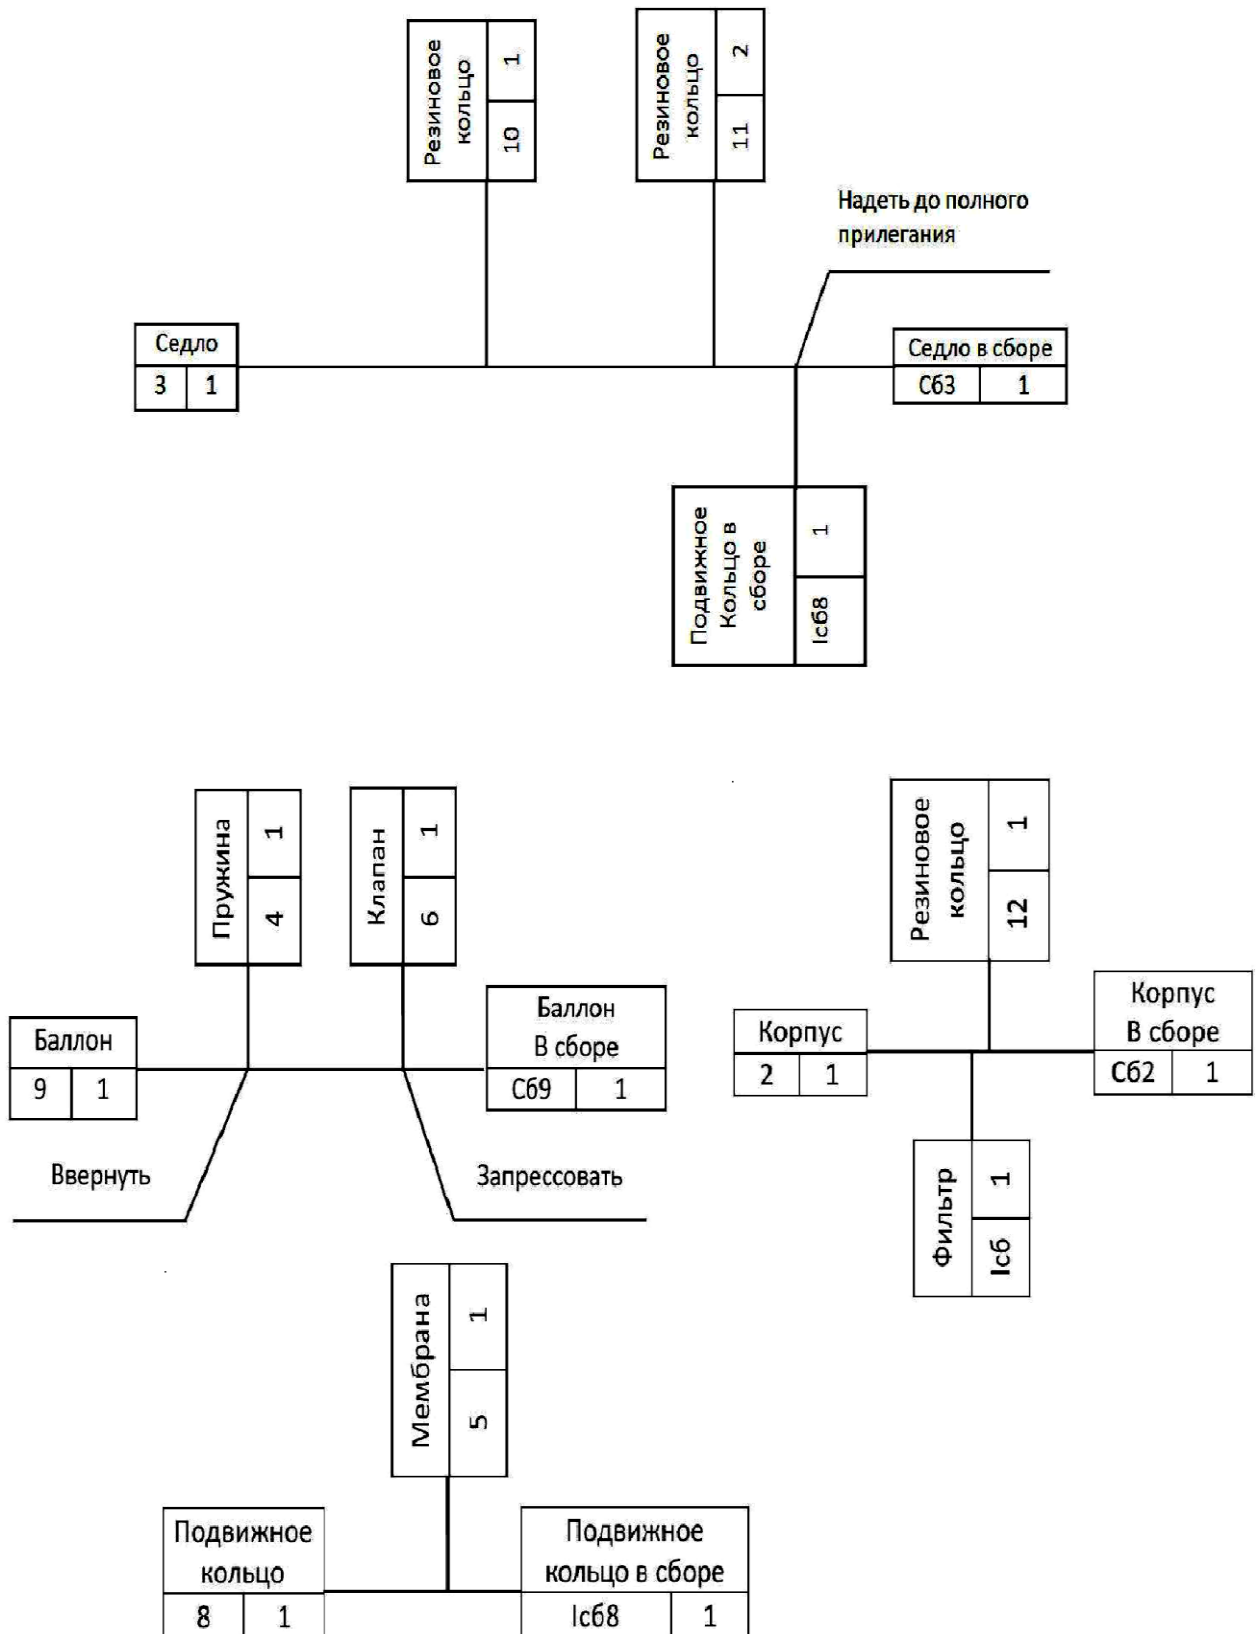 Резиновое
кольцо
1
10
Резиновое
кольцо
2
11
Надеть до полного
прилегания
Седло
3 1
Седло в сборе
Сб3 1
Подвижное
Кольцо в
сборе
1
Iсб8
Пружина
1
4
Клапан
1
6
Баллон
9 1
Баллон
В сборе
Сб9 1
Ввернуть
Запрессовать
Резиновое
кольцо
1
12
Корпус
2 1
Корпус
В сборе
Сб2 1
Фильтр
1
Iсб
Мембрана
1
5
Подвижное
кольцо
8 1
Подвижное
кольцо в сборе
Iсб8 1